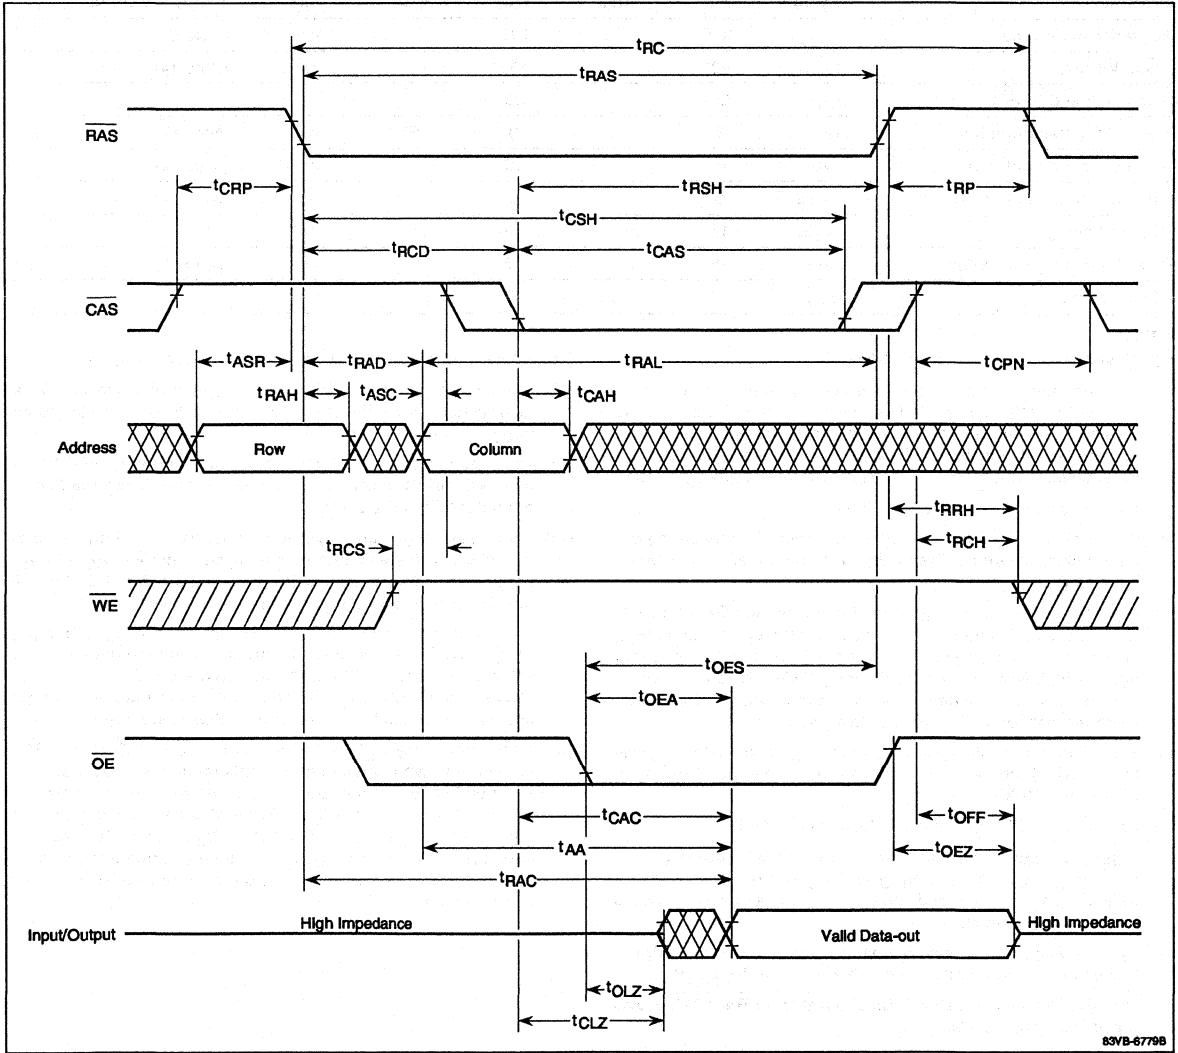 tRC
tRAS
RAS
tCRP
tRSH
tRP
tCSH
tRCD
tCAS
CAS
tASR
tRAD
tRAL
tCPN
tRAH
tASC
tCAH
Address
Row
Column
tRRH
tRCS
tRCH
WE
tOES
tOEA
OE
tCAC
tOFF
tAA
tOEZ
tRAC
High Impedance
High Impedance
Input/Output
Valid Data-out
tOLZ
tCLZ
83VB-6779B